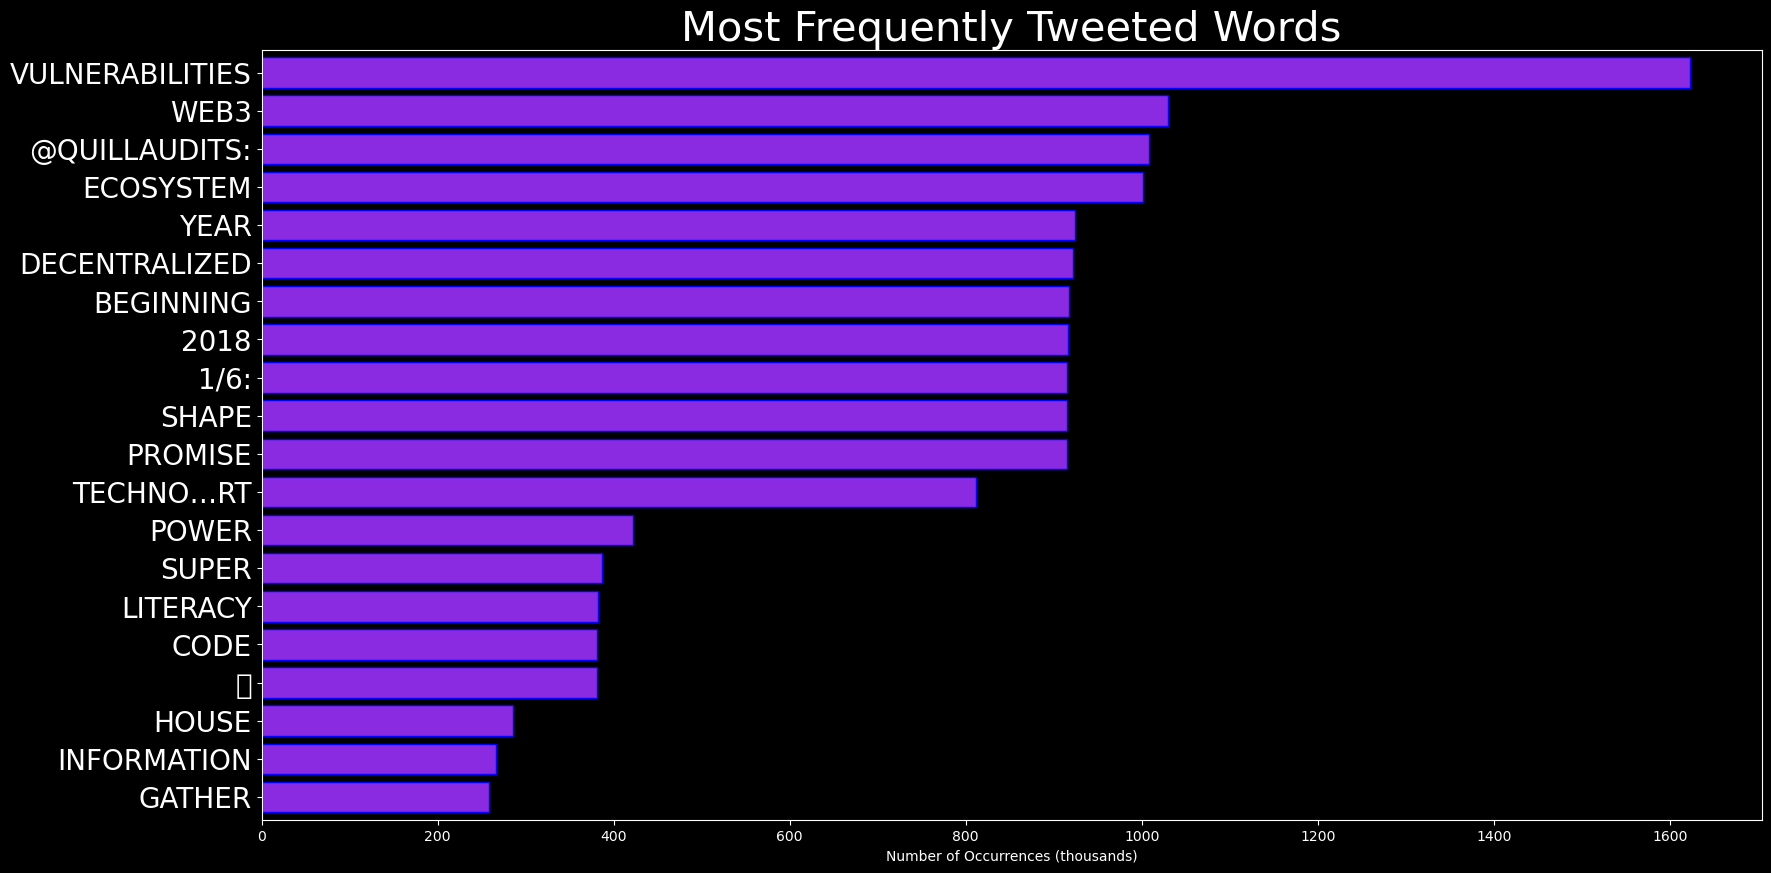 Most Frequently Tweeted Words
VULNERABILITIES
WEB3
@QUILLAUDITS:
ECOSYSTEM
YEAR
DECENTRALIZED
BEGINNING
2018
1/6:
SHAPE
PROMISE
TECHNO…RT
POWER
SUPER
LITERACY
CODE
HOUSE
INFORMATION
GATHER
0 200 400 600 800 1000 1200 1400 1600
Number of Occurrences (thousands)